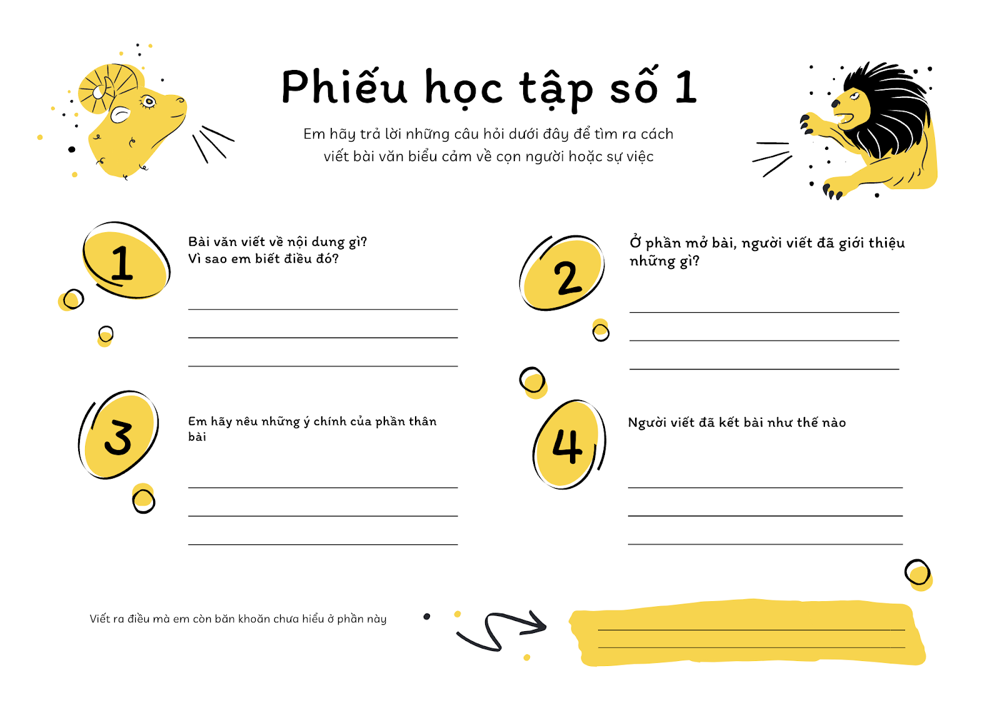 Phiếu học tập số 1
Em hãy trả lời những câu hỏi dưới đây để tìm ra cách
viết bài văn biểu cảm về cọn người hoặc sự việc
1
Bài văn viết về nội dung gì?
Vì sao em biết điều đó?
2
Ở phần mở bài, người viết đã giới thiệu
những gì?
3
Em hãy nêu những ý chính của phần thân
bài
4
Người viết đã kết bài như thế nào
Viết ra điều mà em còn băn khoăn chưa hiểu ở phần này